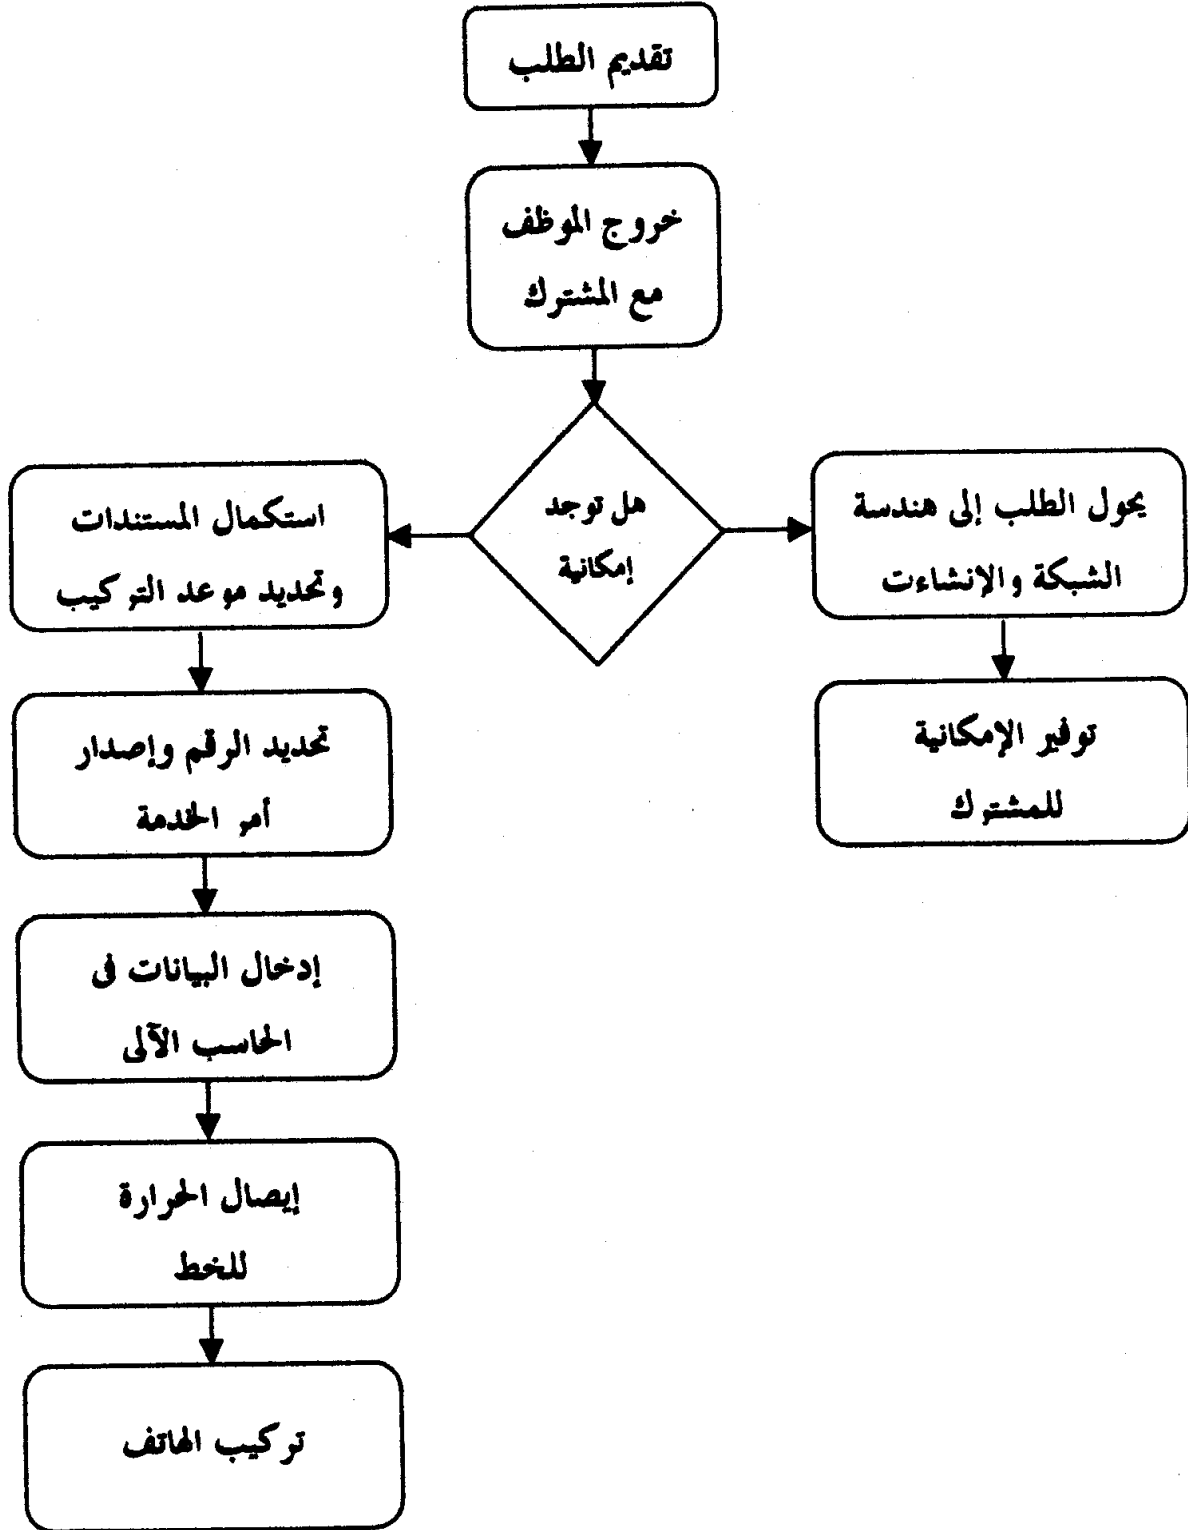 تقديم الطلب
خروج الموظف
مع المشترك
هل توجد
إمكانية
يحول الطلب إلى هندسة
الشبكة والإنشاءت
توفير الإمكانية
للمشترك
استكمال المستندات
وتحديد موعد التركيب
تحديد الرقم وإصدار
أمر الخدمة
إدخال البيانات فى
الحاسب الآلى
إيصال الحرارة
للخط
تركيب الهاتف